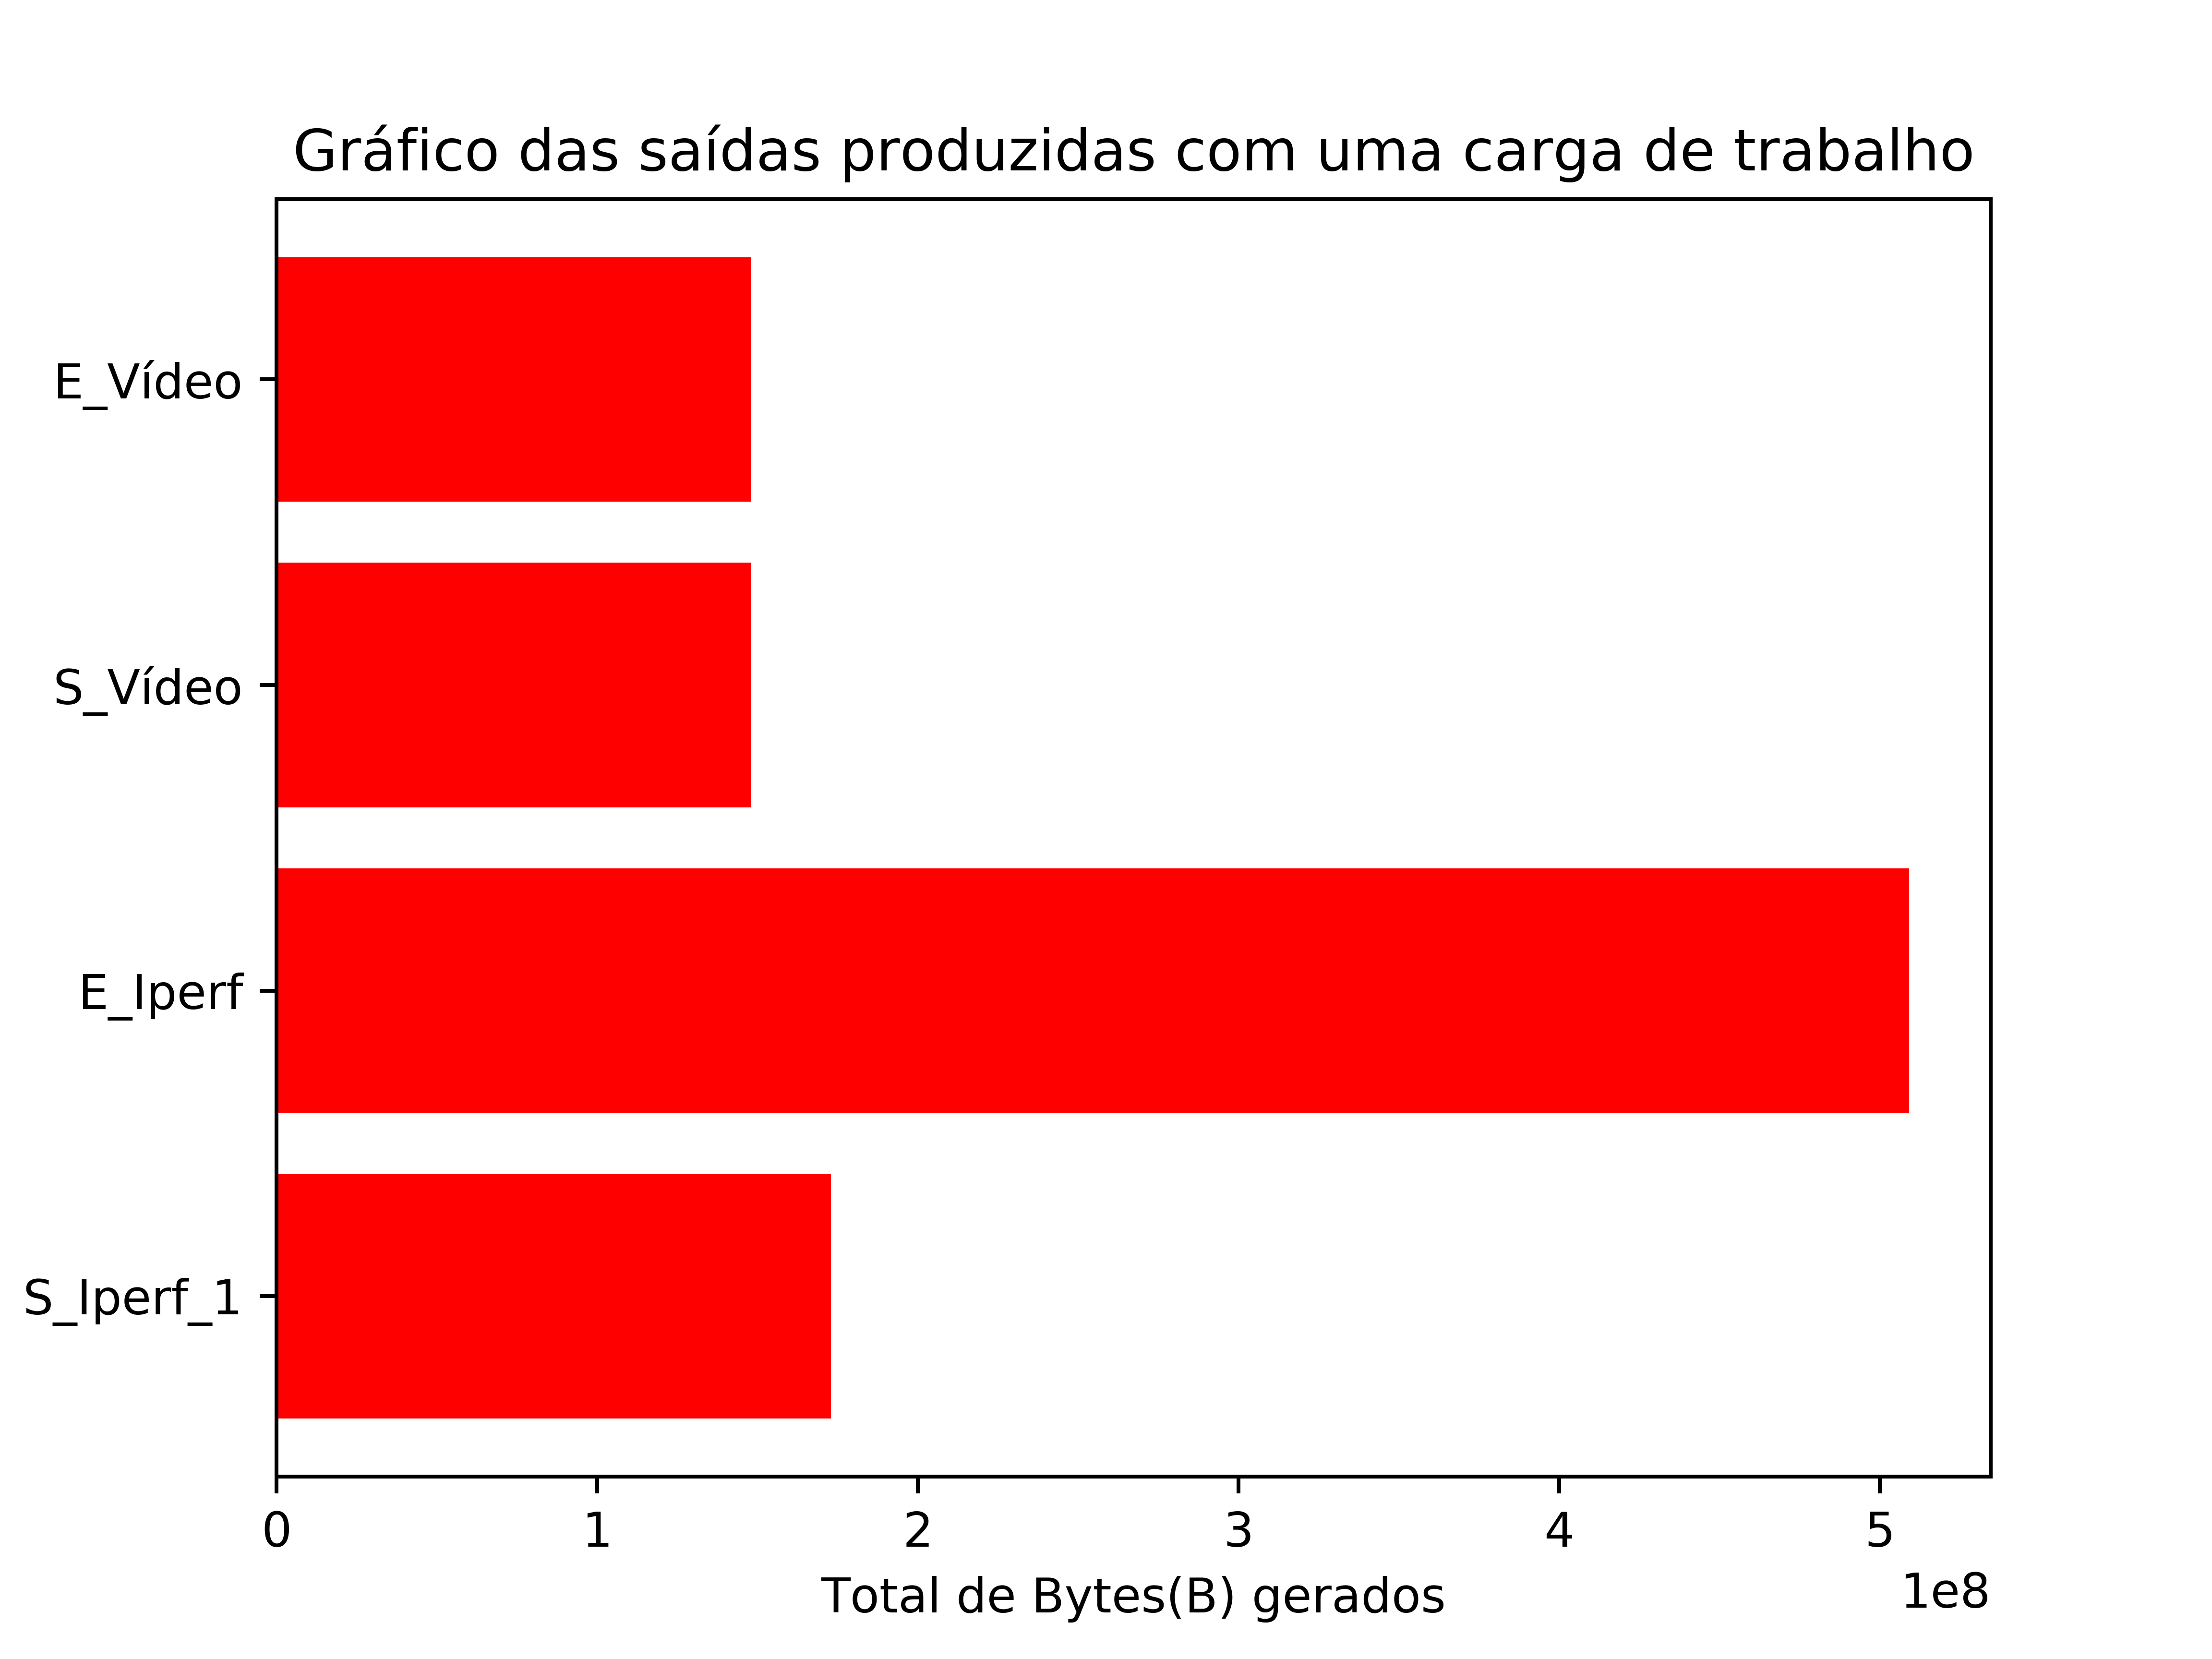 Gráfico das saídas produzidas com uma carga de trabalho
E_Vídeo
S_Vídeo
E_Iperf
S_Iperf_1
0 1 2 3 4 5
Total de Bytes(B) gerados
1e8